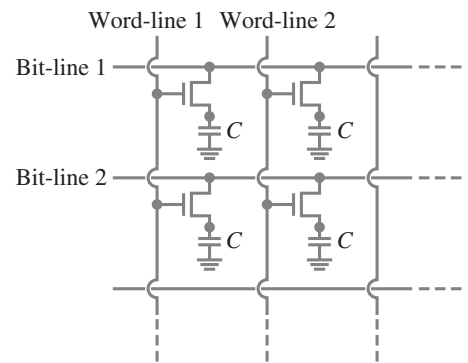 Word-line 1 Word-line 2
Bit-line 1
C C
Bit-line 2
C C